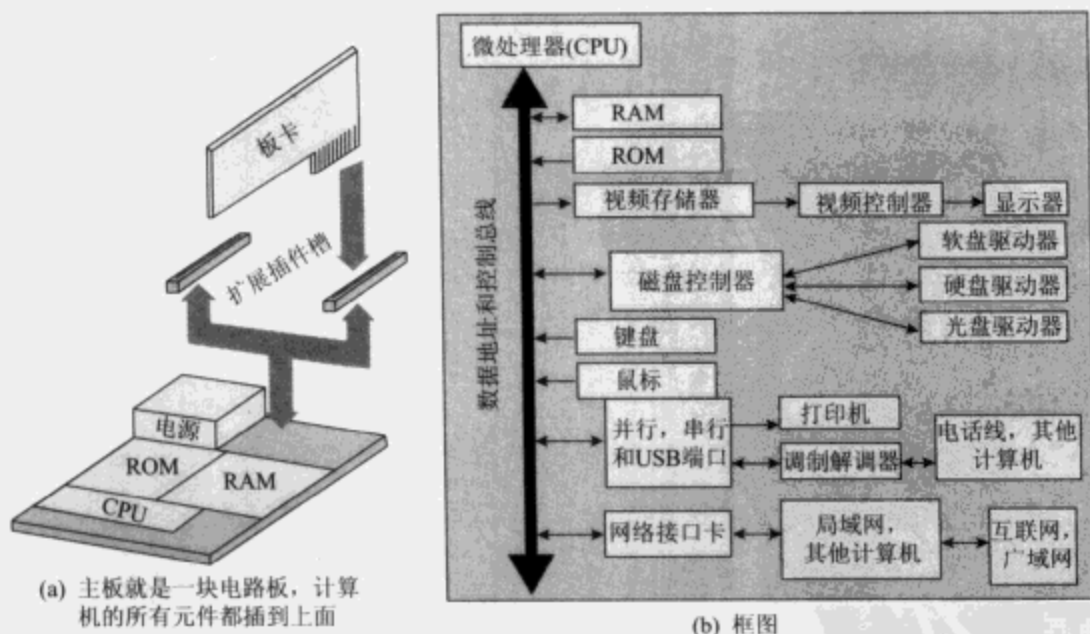 板卡
扩展插件槽
电源
ROM
RAM
CPU
(a) 主板就是一块电路板，计算
机的所有元件都插到上面
微处理器(CPU)
数据地址和控制总线
RAM
ROM
视频存储器
视频控制器
显示器
磁盘控制器
软盘驱动器
硬盘驱动器
光盘驱动器
键盘
鼠标
并行，串行
和USB端口
打印机
调制解调器
电话线，其他
计算机
网络接口卡
局域网，
其他计算机
互联网，
广域网
(b) 框图